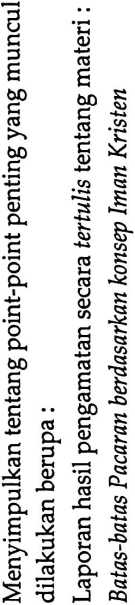 Menyimpulkan tentang point-point penting yang muncul
dilakukan berupa :
Laporan hasil pengamatan secara tertulis tentang materi :
Batas-batas Pacaran berdasarkan konsep Iman Kristen